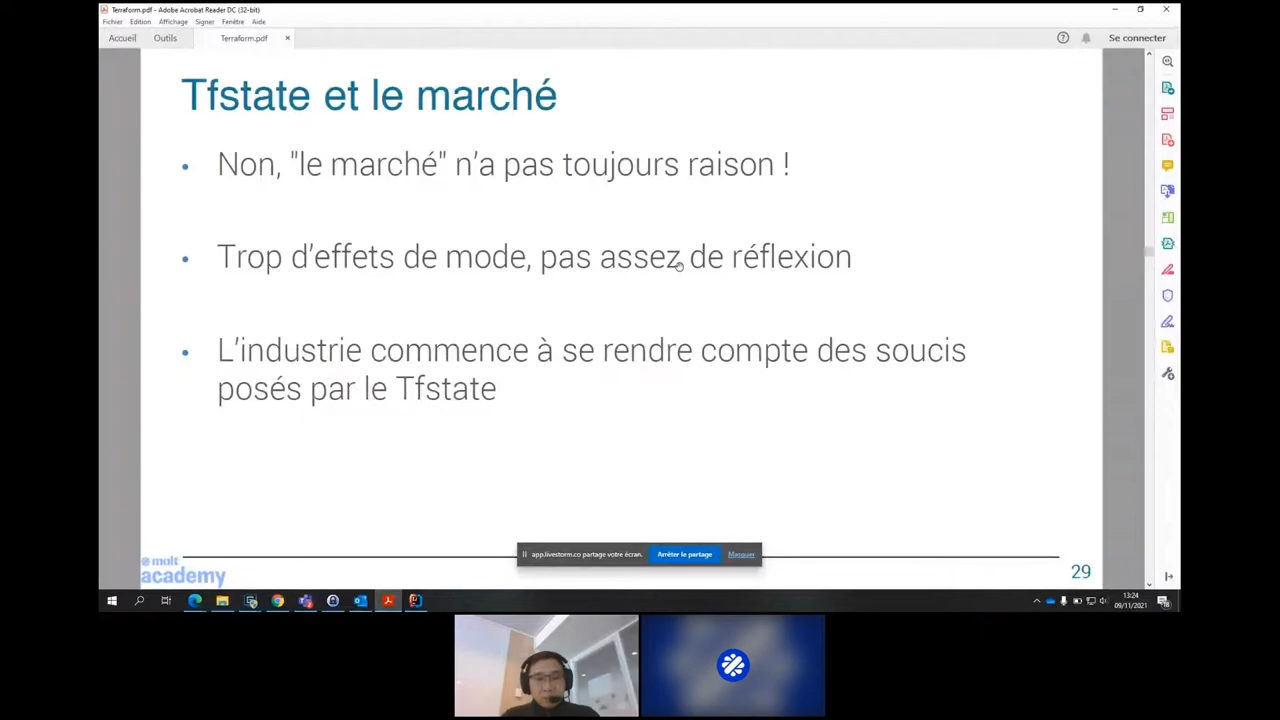 Terraform.pdf - Adobe Acrobat Reader DC (32-bit)
Fichier Edition Affichage Signer Fenêtre Aide
Accueil Outils Terraform.pdf × Se connecter
Tfstate et le marché
• Non, "le marché" n'a pas toujours raison !
• Trop d'effets de mode, pas assez de réflexion
• L'industrie commence à se rendre compte des soucis
posés par le Tfstate
app.livestorm.co partage votre écran. Arrêter le partage Masquer
malt
academy
29
13:24
09/11/2021